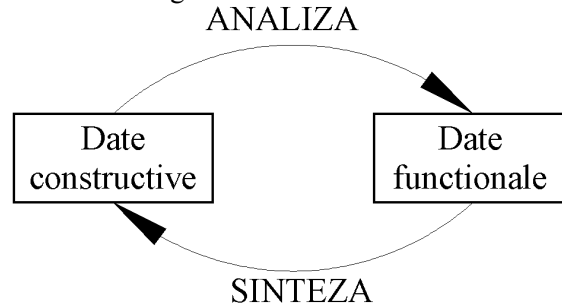 ANALIZA
Date
constructive
Date
functionale
SINTEZA